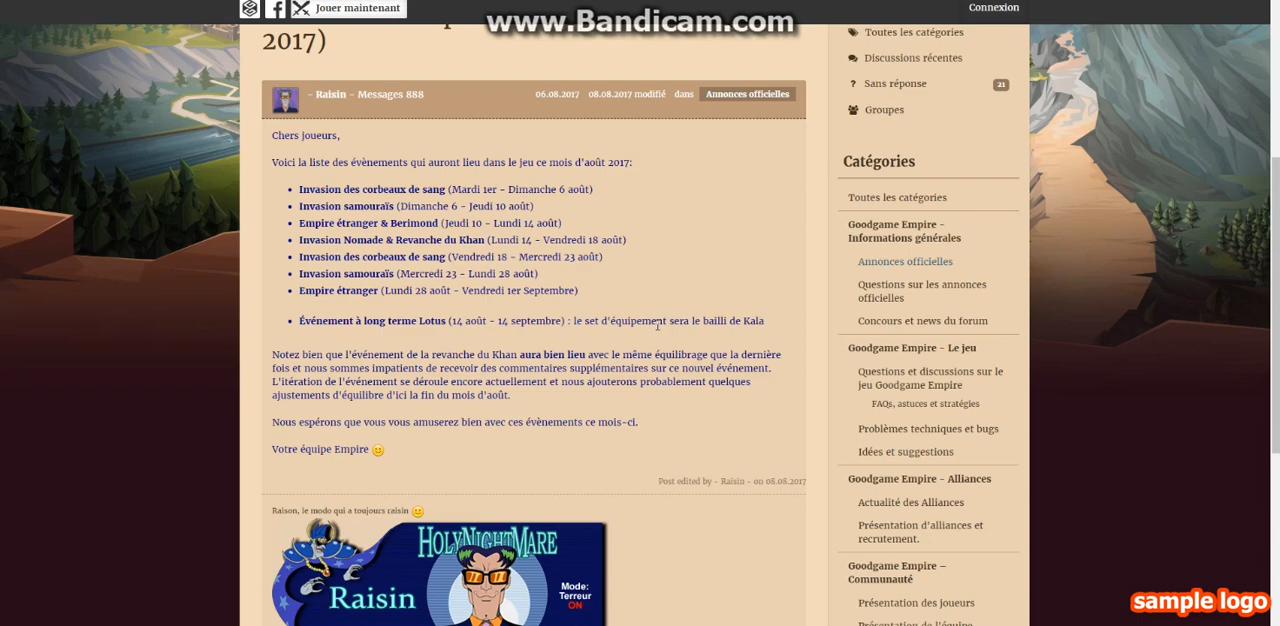 Jouer maintenant
www.Bandicam.com
Connexion
2017)
- Raisin - Messages 888
06.08.2017 08.08.2017 modifié dans Annonces officielles
Chers joueurs,
Voici la liste des évènements qui auront lieu dans le jeu ce mois d'août 2017:
• Invasion des corbeaux de sang (Mardi 1er - Dimanche 6 août)
• Invasion samouraïs (Dimanche 6 - Jeudi 10 août)
• Empire étranger & Berimond (Jeudi 10 - Lundi 14 août)
• Invasion Nomade & Revanche du Khan (Lundi 14 - Vendredi 18 août)
• Invasion des corbeaux de sang (Vendredi 18 - Mercredi 23 août)
• Invasion samouraïs (Mercredi 23 - Lundi 28 août)
• Empire étranger (Lundi 28 août - Vendredi 1er Septembre)
• Événement à long terme Lotus (14 août - 14 septembre) : le set d'équipement sera le bailli de Kala
Notez bien que l'événement de la revanche du Khan aura bien lieu avec le même équilibrage que la dernière
fois et nous sommes impatients de recevoir des commentaires supplémentaires sur ce nouvel événement.
L'itération de l'événement se déroule encore actuellement et nous ajouterons probablement quelques
ajustements d'équilibre d'ici la fin du mois d'août.
Nous espérons que vous vous amuserez bien avec ces évènements ce mois-ci.
Votre équipe Empire
Post edited by - Raisin - on 08.08.2017
Raison, le modo qui a toujours raisin
HOLYNIGHTMARE
Raisin
Mode:
Terreur
ON
Toutes les catégories
Discussions récentes
? Sans réponse 21
Groupes
Catégories
Toutes les catégories
Goodgame Empire -
Informations générales
Annonces officielles
Questions sur les annonces
officielles
Concours et news du forum
Goodgame Empire - Le jeu
Questions et discussions sur le
jeu Goodgame Empire
FAQs, astuces et stratégies
Problèmes techniques et bugs
Idées et suggestions
Goodgame Empire - Alliances
Actualité des Alliances
Présentation d'alliances et
recrutement.
Goodgame Empire –
Communauté
Présentation des joueurs
Présentation de l'équipe
sample logo